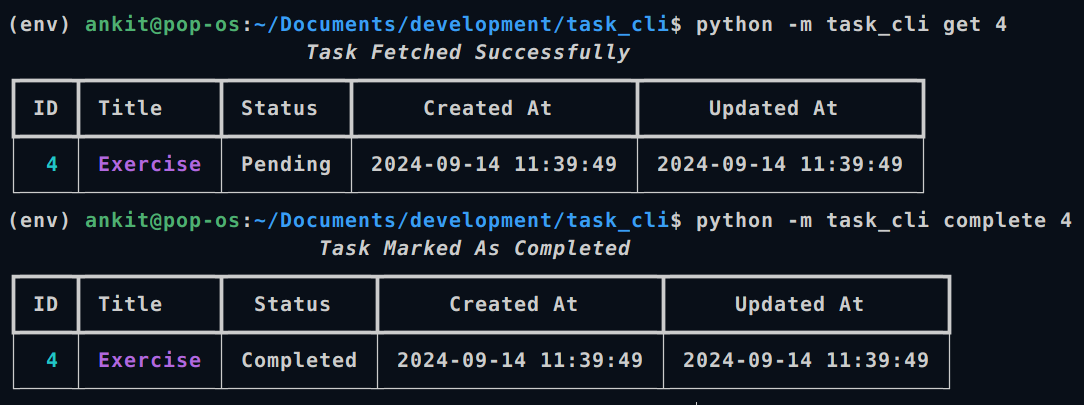 (env) ankit@pop-os:~/Documents/development/task_cli$ python -m task_cli get 4
Task Fetched Successfully
ID Title Status Created At Updated At
4 Exercise Pending 2024-09-14 11:39:49 2024-09-14 11:39:49
(env) ankit@pop-os:~/Documents/development/task_cli$ python -m task_cli complete 4
Task Marked As Completed
ID Title Status Created At Updated At
4 Exercise Completed 2024-09-14 11:39:49 2024-09-14 11:39:49